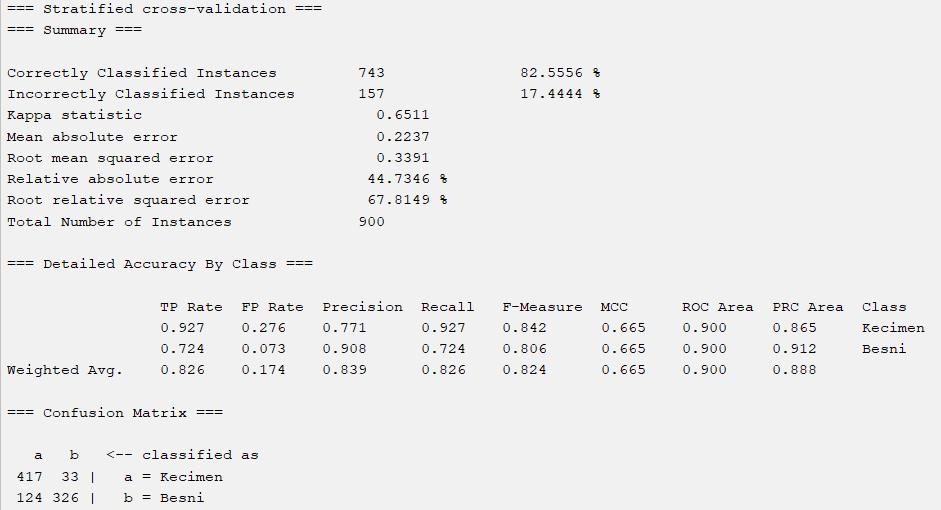 === Stratified cross-validation ===
=== Summary ===
Correctly Classified Instances 743 82.5556 %
Incorrectly Classified Instances 157 17.4444 %
Kappa statistic 0.6511
Mean absolute error 0.2237
Root mean squared error 0.3391
Relative absolute error 44.7346 %
Root relative squared error 67.8149 %
Total Number of Instances 900
=== Detailed Accuracy By Class ===
TP Rate FP Rate Precision Recall F-Measure MCC ROC Area PRC Area Class
0.927 0.276 0.771 0.927 0.842 0.665 0.900 0.865 Kecimen
0.724 0.073 0.908 0.724 0.806 0.665 0.900 0.912 Besni
Weighted Avg. 0.826 0.174 0.839 0.826 0.824 0.665 0.900 0.888
=== Confusion Matrix ===
a b <-- classified as
417 33 | a = Kecimen
124 326 | b = Besni